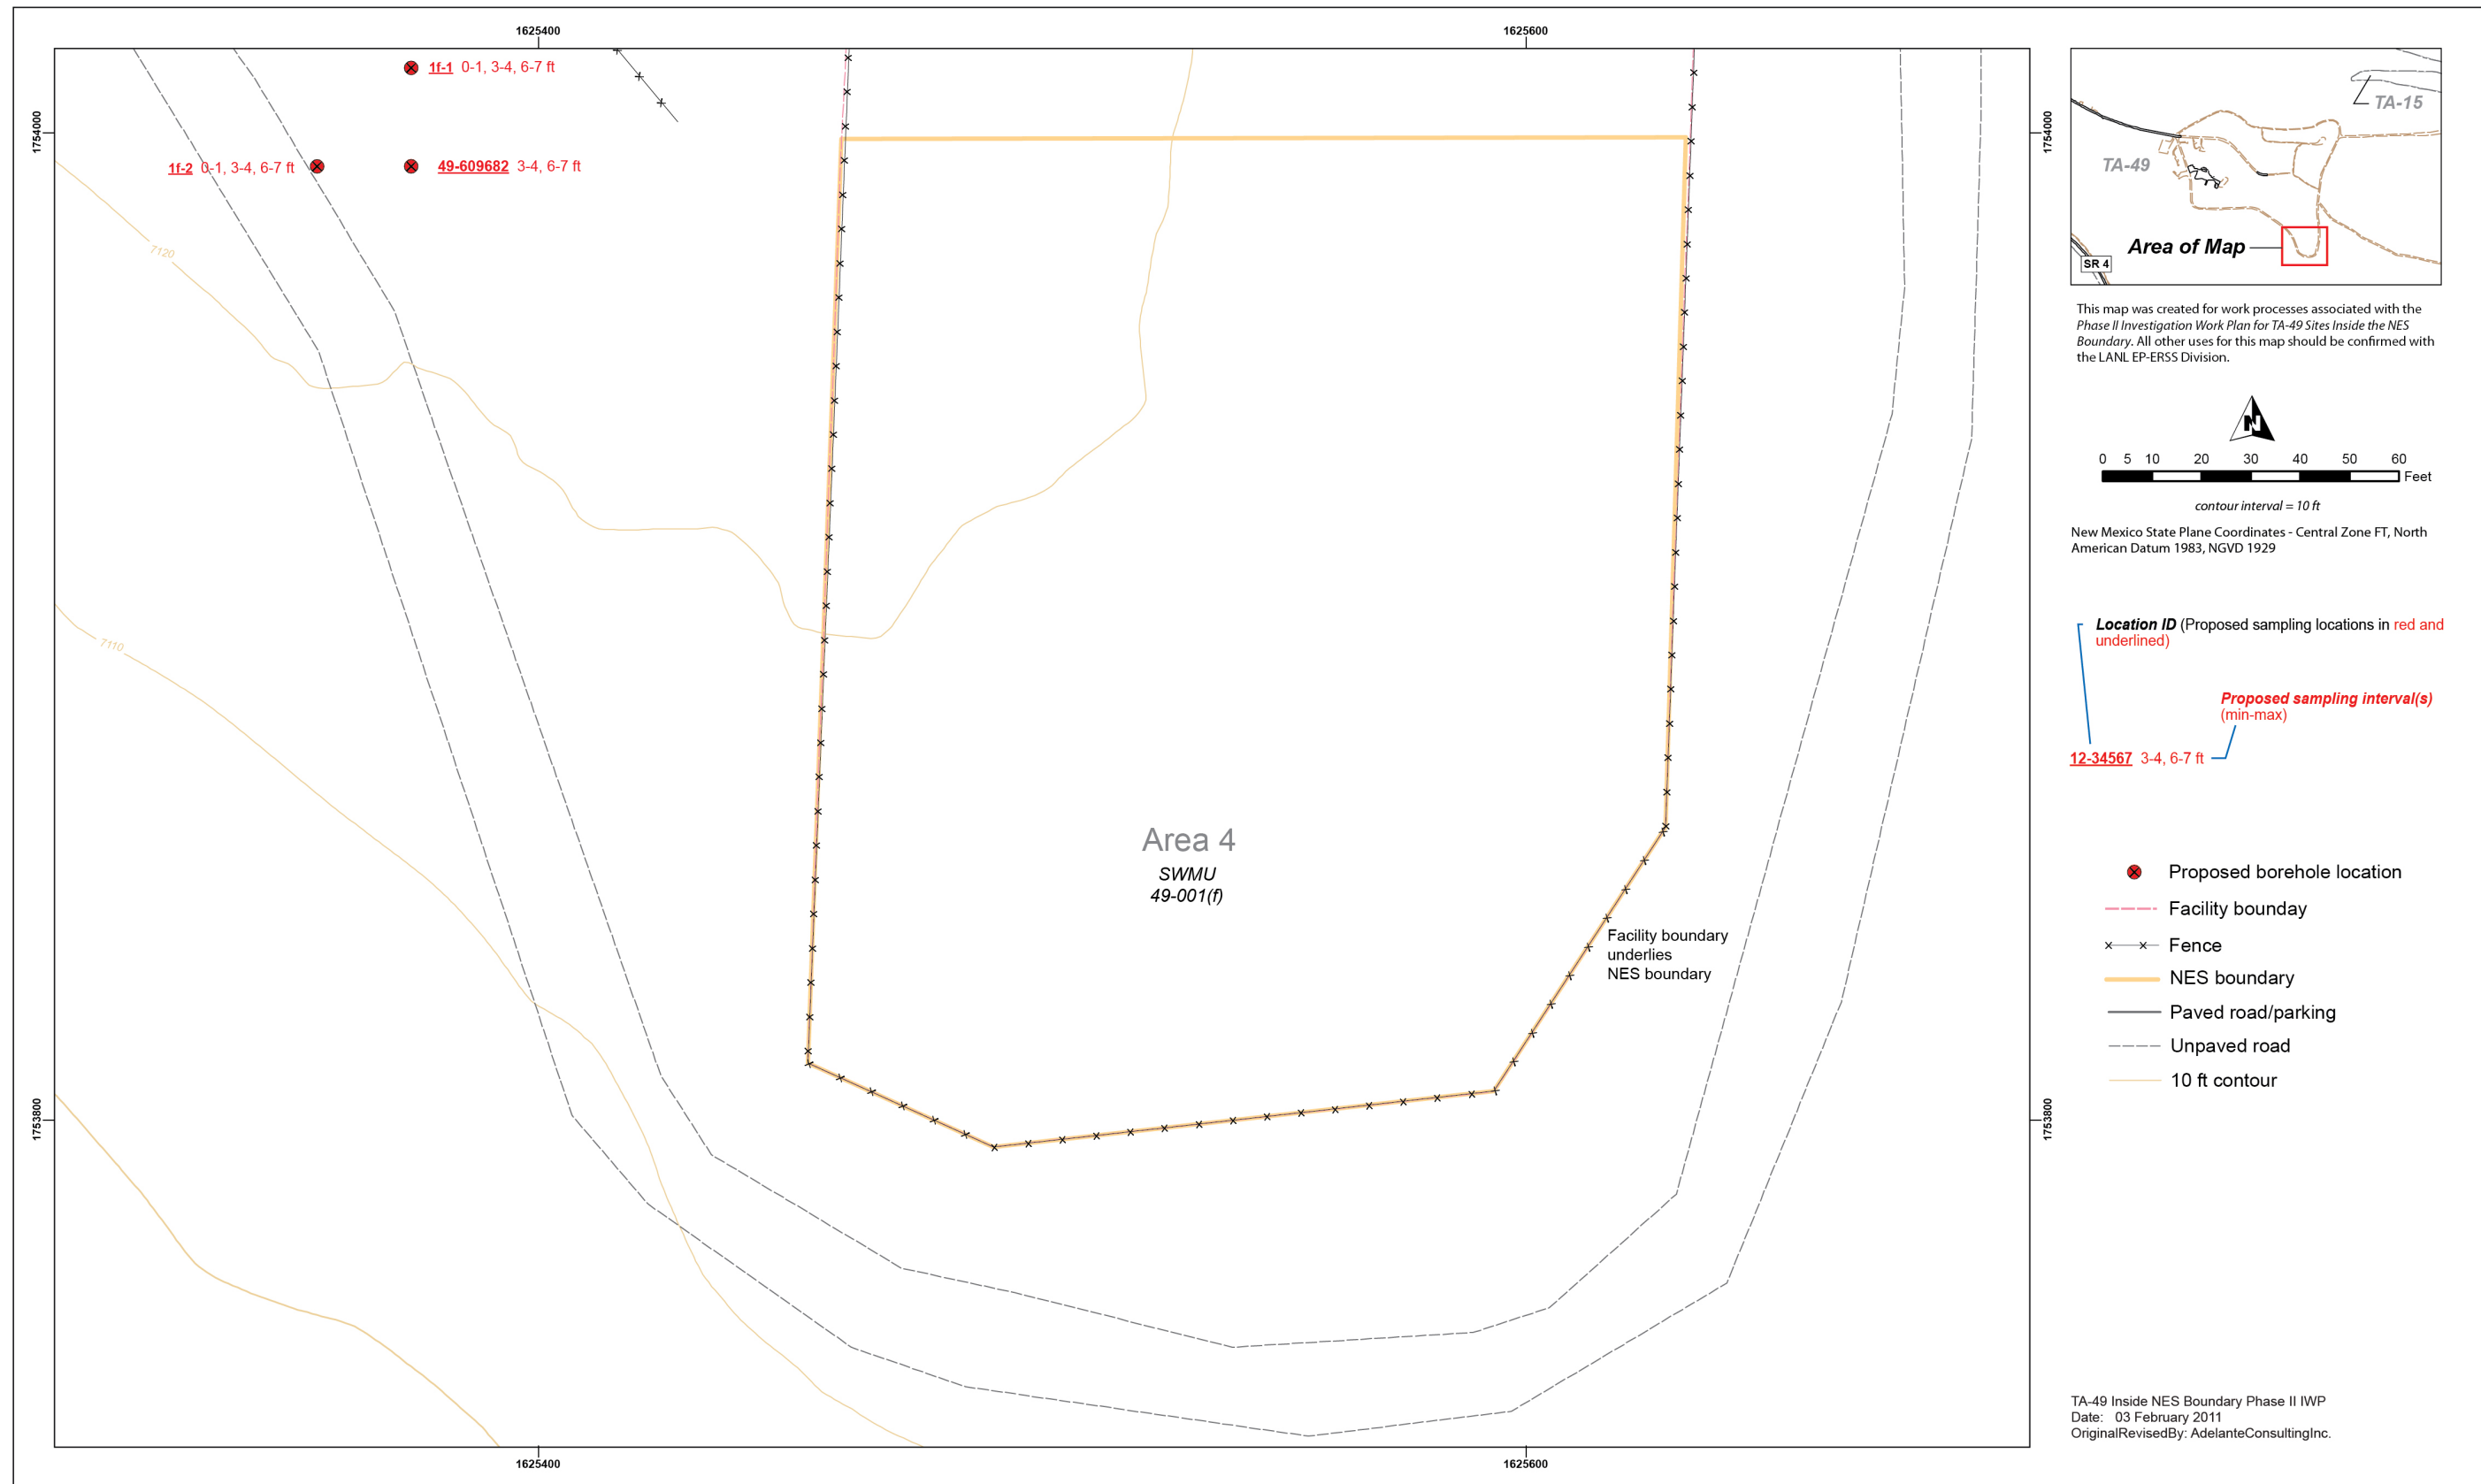 1625400
1625600
1754000
1754000
1f-1 0-1, 3-4, 6-7 ft
1f-2 0-1, 3-4, 6-7 ft
49-609682 3-4, 6-7 ft
7120
7110
Area 4
SWMU
49-001(f)
Facility boundary
underlies
NES boundary
1753800
1753800
1625400
1625600
TA-15
TA-49
Area of Map
SR 4
This map was created for work processes associated with the
Phase II Investigation Work Plan for TA-49 Sites Inside the NES
Boundary. All other uses for this map should be confirmed with
the LANL EP-ERSS Division.
N
0 5 10 20 30 40 50 60
Feet
contour interval = 10 ft
New Mexico State Plane Coordinates - Central Zone FT, North
American Datum 1983, NGVD 1929
Location ID (Proposed sampling locations in red and
underlined)
Proposed sampling interval(s)
(min-max)
12-34567 3-4, 6-7 ft
Proposed borehole location
Facility bounday
Fence
NES boundary
Paved road/parking
Unpaved road
10 ft contour
TA-49 Inside NES Boundary Phase II IWP
Date: 03 February 2011
OriginalRevisedBy: AdelanteConsultingInc.